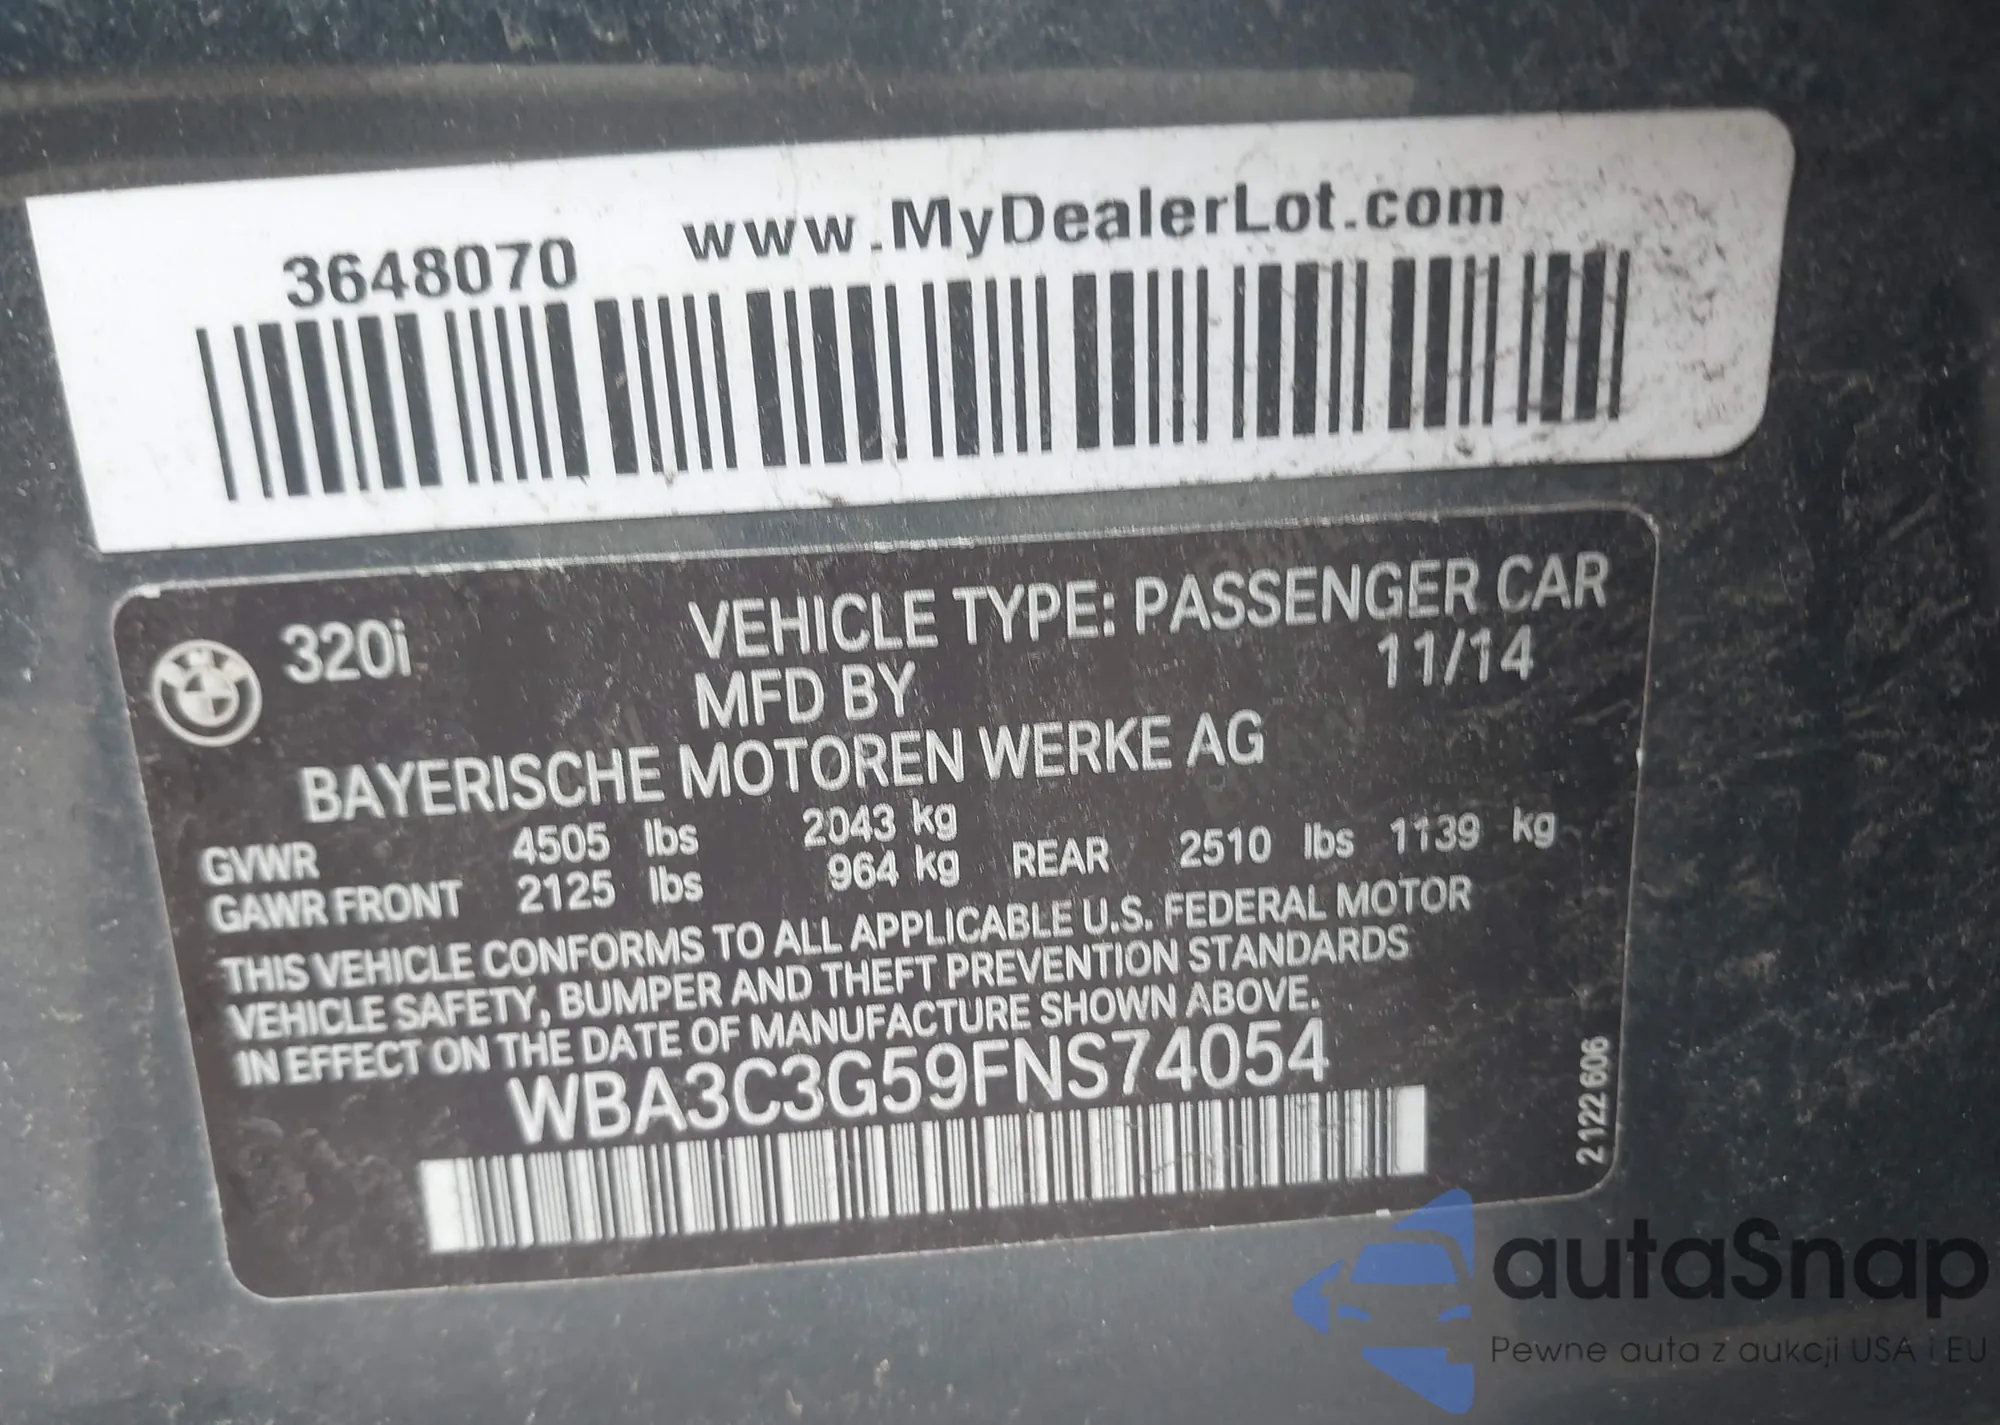 3648070 www.MyDealerLot.com
BMW 320i VEHICLE TYPE: PASSENGER CAR
MFD BY 11/14
BAYERISCHE MOTOREN WERKE AG
GVWR 4505 lbs 2043 kg
GAWR FRONT 2125 lbs 964 kg REAR 2510 lbs 1139 kg
THIS VEHICLE CONFORMS TO ALL APPLICABLE U.S. FEDERAL MOTOR
VEHICLE SAFETY, BUMPER AND THEFT PREVENTION STANDARDS
IN EFFECT ON THE DATE OF MANUFACTURE SHOWN ABOVE.
WBA3C3G59FNS74054
2122 606
autaSnap
Pewne auta z aukcji USA i EU